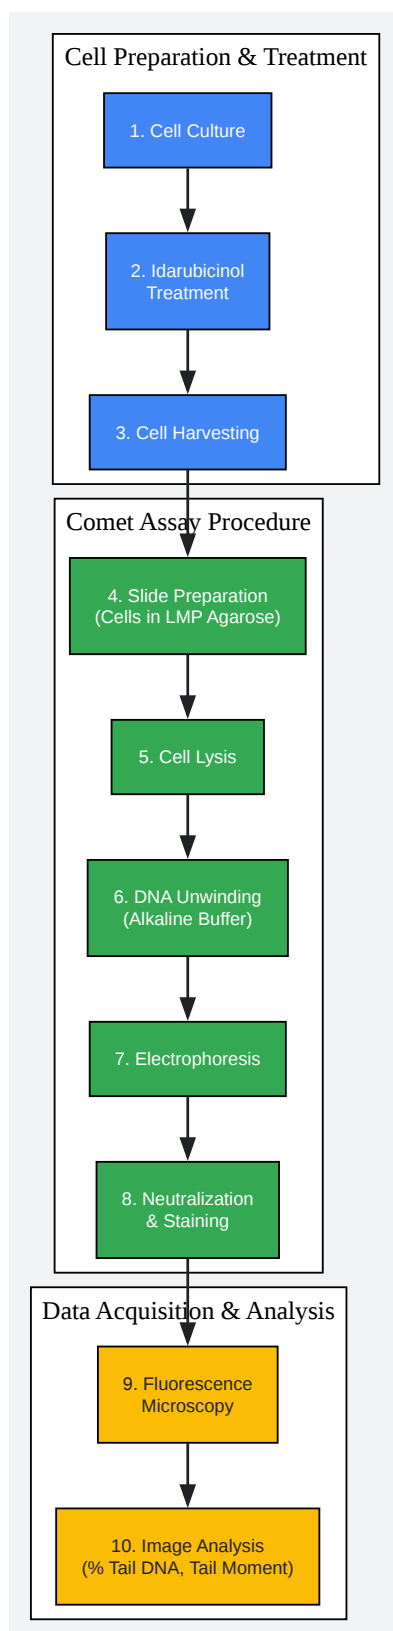 Cell Preparation & Treatment
1. Cell Culture
2. Idarubicinol
Treatment
3. Cell Harvesting
Comet Assay Procedure
4. Slide Preparation
(Cells in LMP Agarose)
5. Cell Lysis
6. DNA Unwinding
(Alkaline Buffer)
7. Electrophoresis
8. Neutralization
& Staining
Data Acquisition & Analysis
9. Fluorescence
Microscopy
10. Image Analysis
(% Tail DNA, Tail Moment)